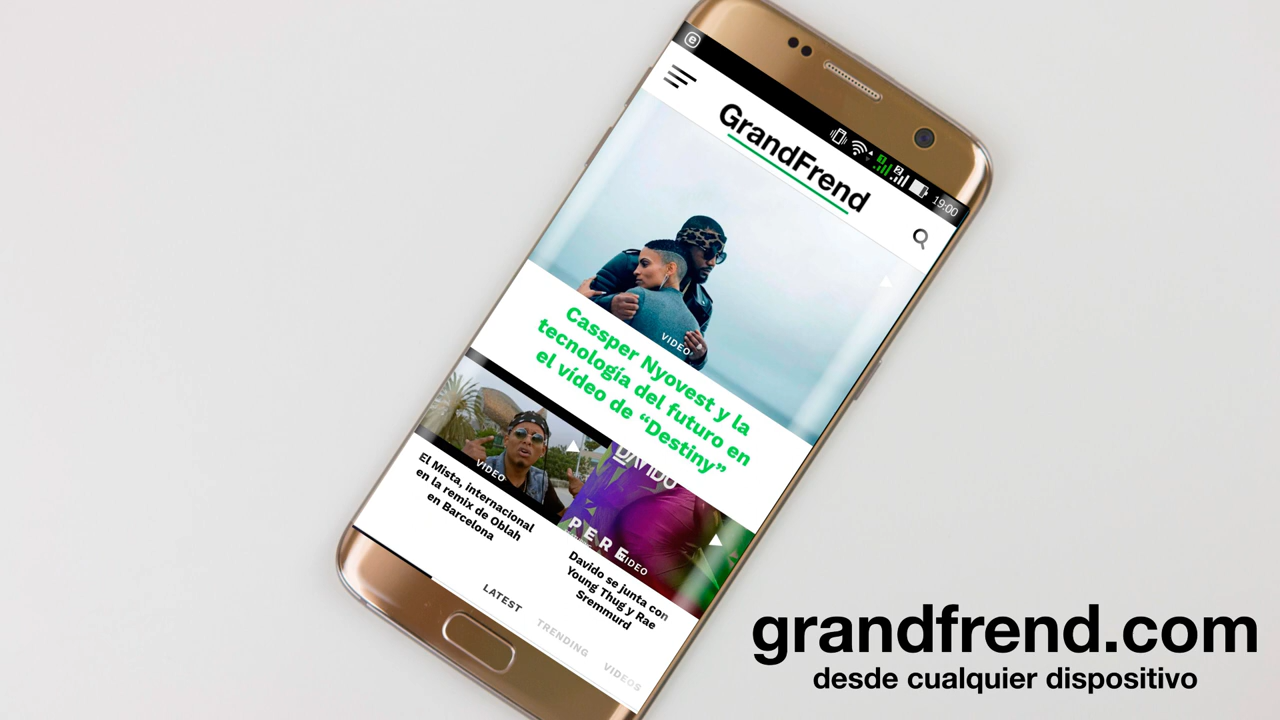 19:00
GrandFrend
VIDEO
Cassper Nyovest y la
tecnología del futuro en
el vídeo de “Destiny”
VIDEO
El Mista, internacional
en la remix de Oblah
en Barcelona
DAVIDO
PERE
VIDEO
Davido se junta con
Young Thug y Rae
Sremmurd
LATEST
TRENDING
VIDEOS
grandfrend.com
desde cualquier dispositivo